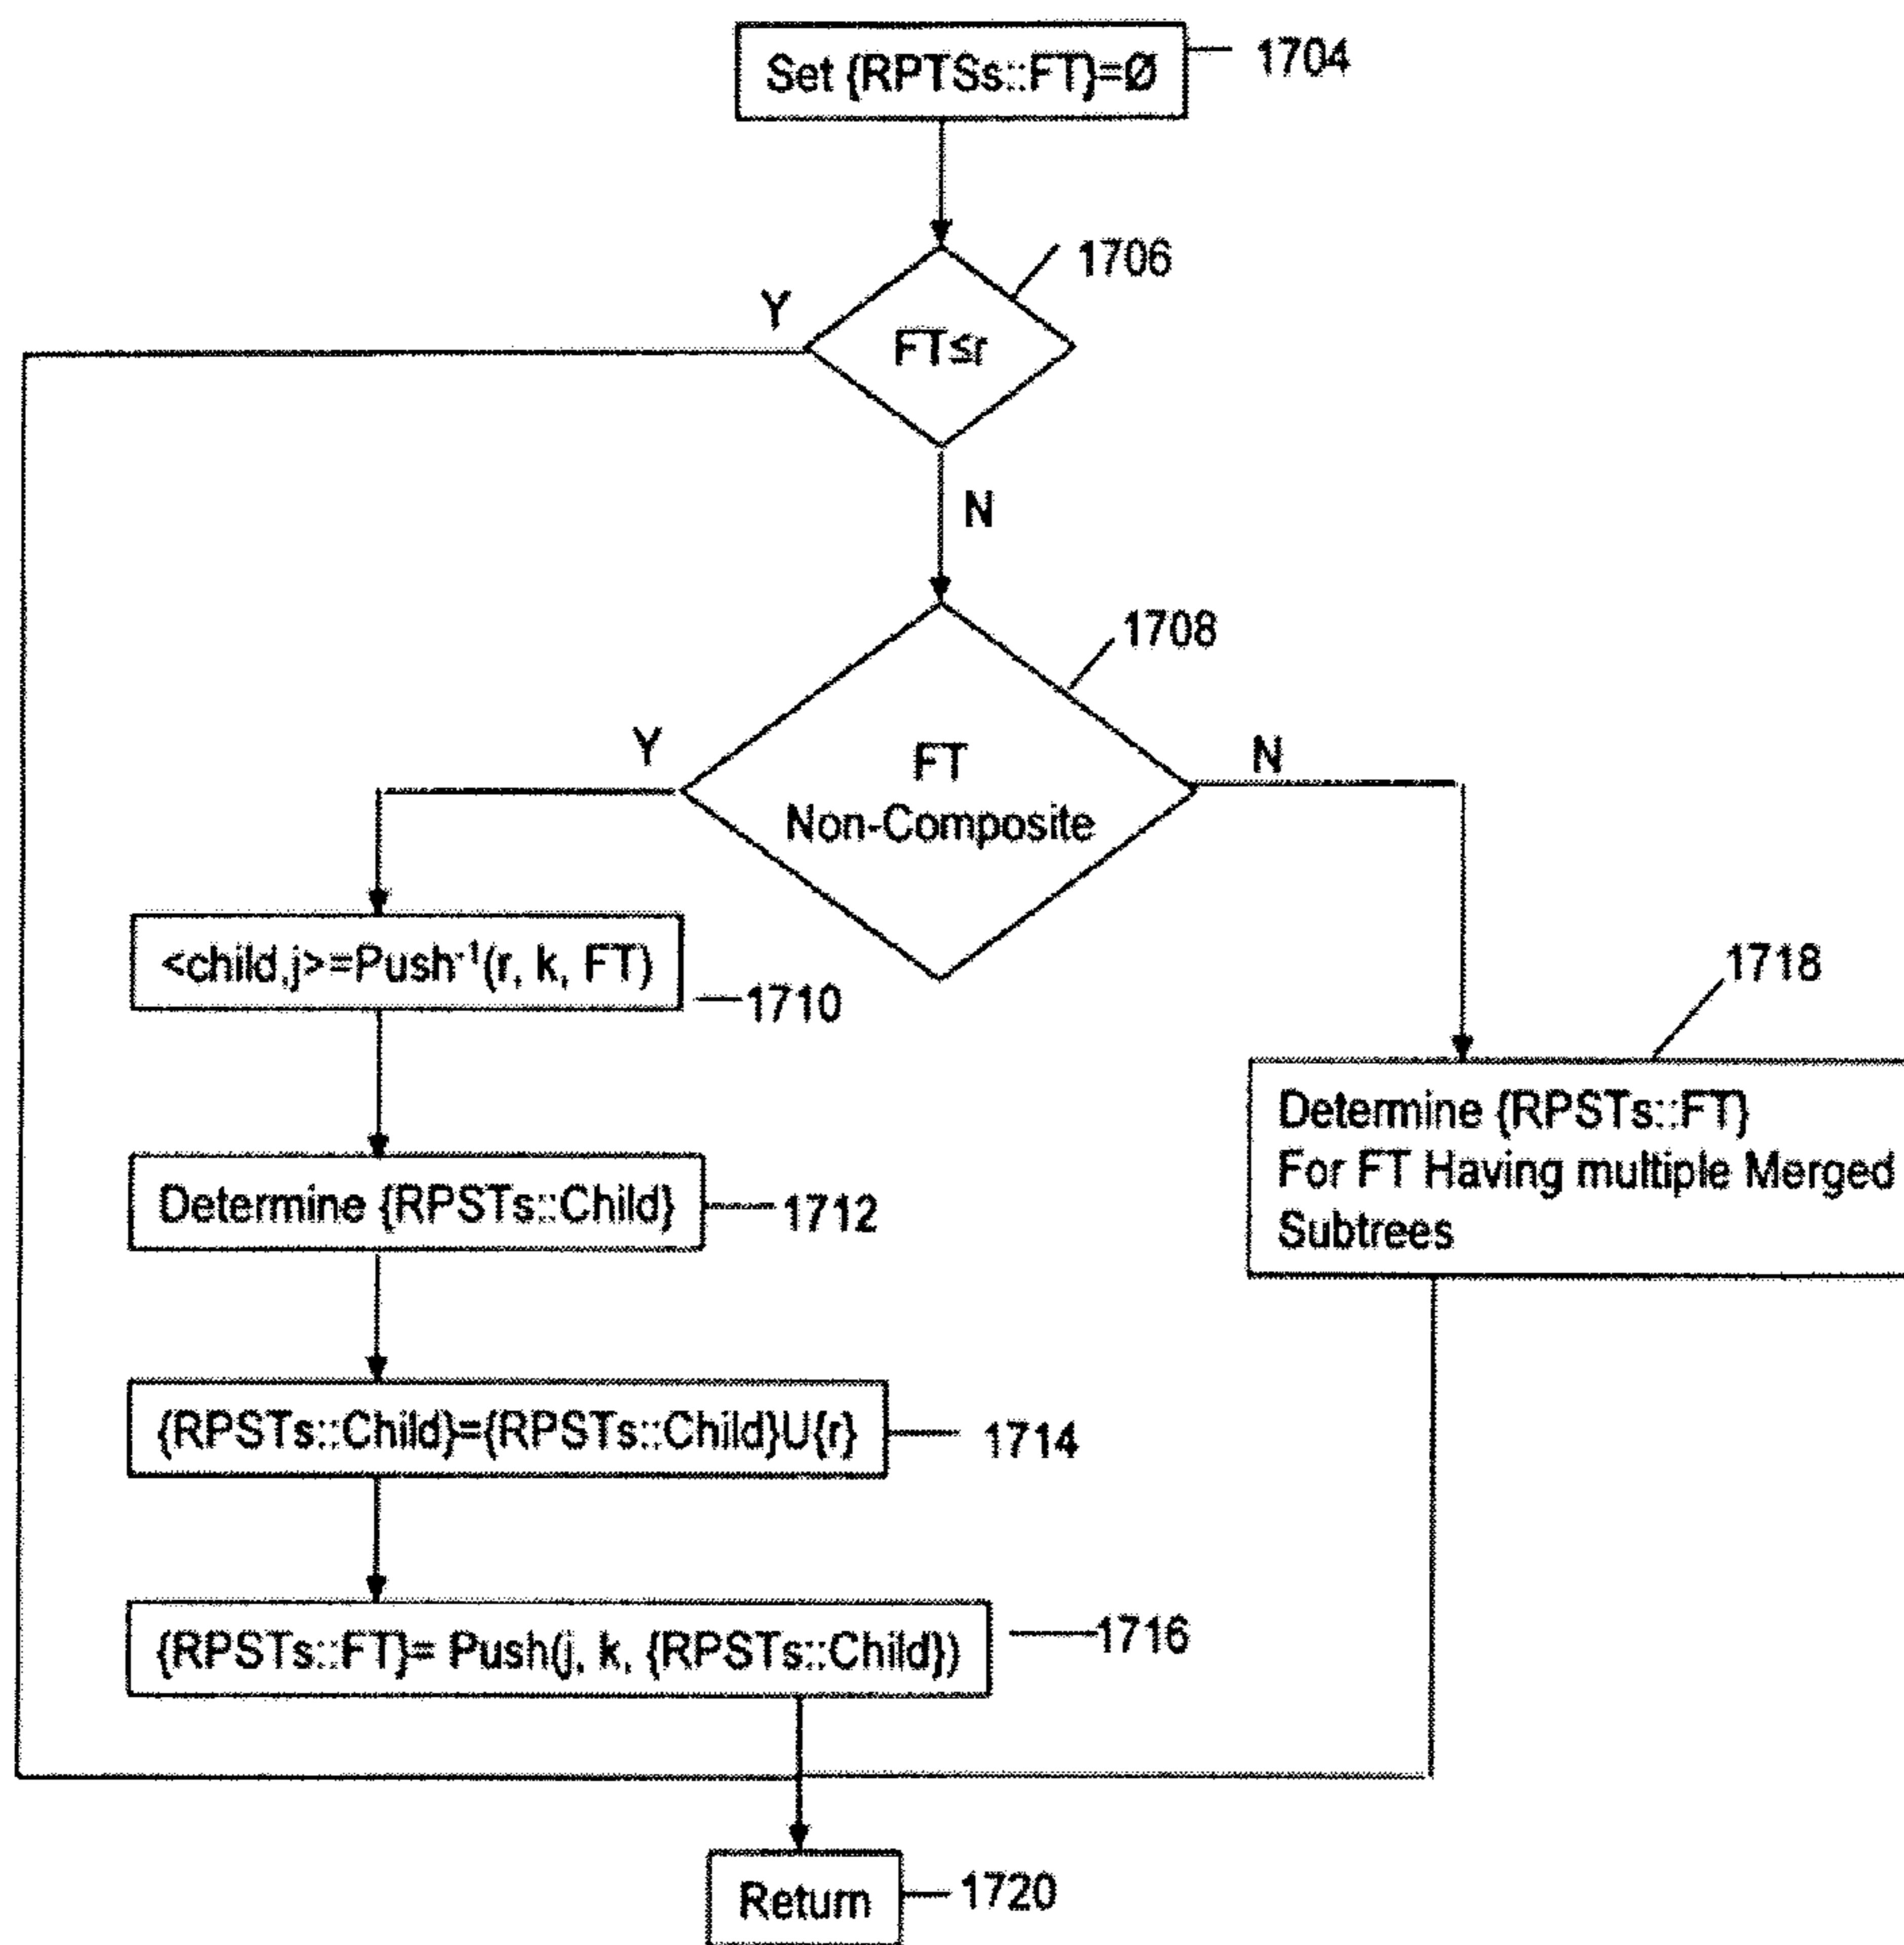 Set {RPTSs::FT}=Ø
1704
1706
Y
FT≤r
N
1708
Y
FT
Non-Composite
N
<child,j>=Push⁻¹(r, k, FT)
1710
1718
Determine {RPSTs::FT}
For FT Having multiple Merged
Subtrees
Determine {RPSTs::Child}
1712
{RPSTs::Child}={RPSTs::Child}U{r}
1714
{RPSTs::FT}= Push(j, k, {RPSTs::Child})
1716
Return
1720